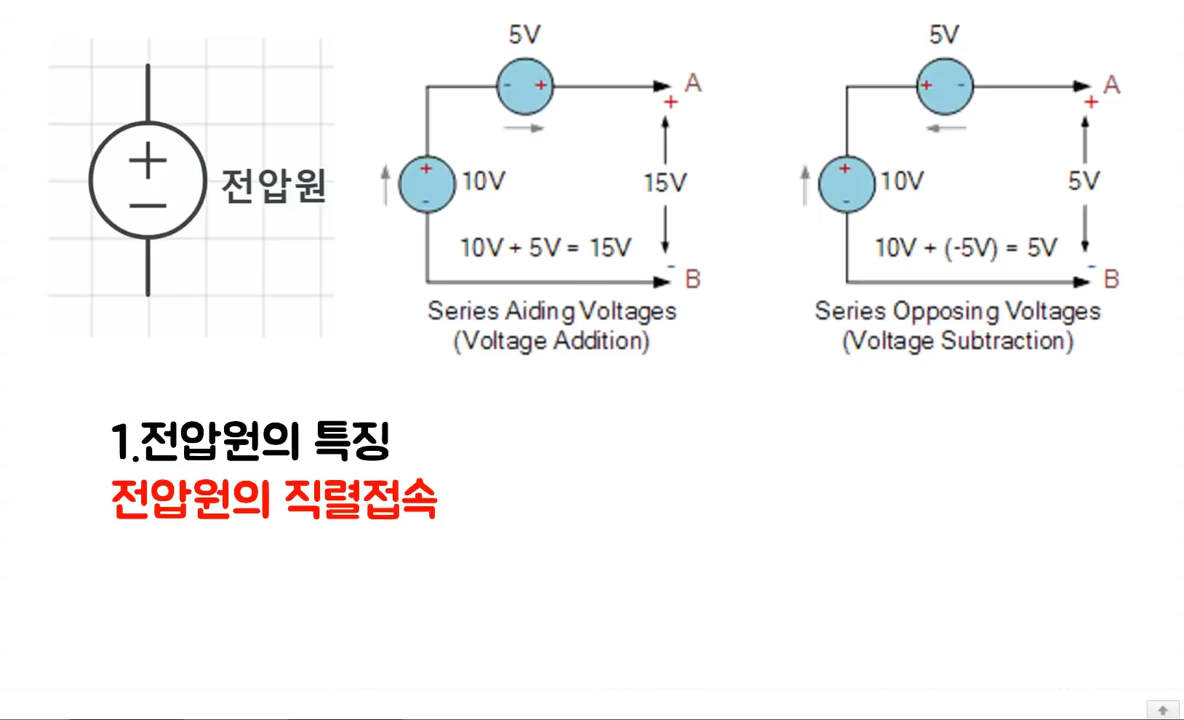 전압원
5V
- +
A
+
+
-
10V
15V
10V + 5V = 15V
-
B
Series Aiding Voltages
(Voltage Addition)
5V
+ -
A
+
+
-
10V
5V
10V + (-5V) = 5V
-
B
Series Opposing Voltages
(Voltage Subtraction)
1.전압원의 특징
전압원의 직렬접속